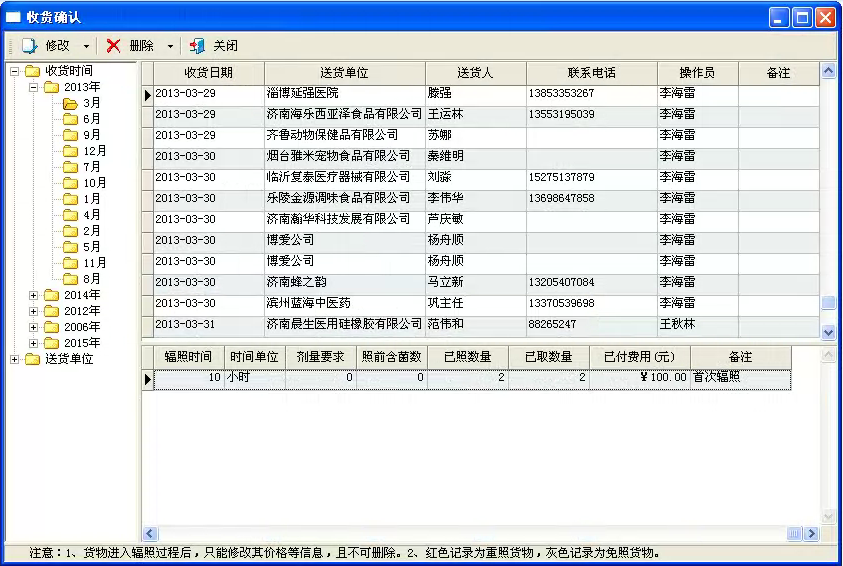 收货确认
修改 删除 关闭
收货时间
2013年
3月
6月
9月
12月
7月
10月
1月
4月
2月
5月
11月
8月
2014年
2012年
2006年
2015年
送货单位
收货日期 送货单位 送货人 联系电话 操作员 备注
2013-03-29 淄博延强医院 滕强 13853353267 李海雷
2013-03-29 济南海乐西亚泽食品有限公司 王运林 13553195039 李海雷
2013-03-29 齐鲁动物保健品有限公司 苏娜 李海雷
2013-03-30 烟台雅米宠物食品有限公司 秦维明 李海雷
2013-03-30 临沂复泰医疗器械有限公司 刘淼 15275137879 李海雷
2013-03-30 乐陵金源调味食品有限公司 李伟华 13698647858 李海雷
2013-03-30 济南瀚华科技发展有限公司 芦庆敏 李海雷
2013-03-30 博爱公司 杨舟顺 李海雷
2013-03-30 博爱公司 杨舟顺 李海雷
2013-03-30 济南蜂之韵 马立新 13205407084 李海雷
2013-03-30 滨州蓝海中医药 巩主任 13370539698 李海雷
2013-03-31 济南晨生医用硅橡胶有限公司 范伟和 88265247 王秋林
辐照时间 时间单位 剂量要求 照前含菌数 已照数量 已取数量 已付费用(元) 备注
10 小时 0 0 2 2 ￥100.00 首次辐照
注意：1、货物进入辐照过程后，只能修改其价格等信息，且不可删除。2、红色记录为重照货物，灰色记录为免照货物。